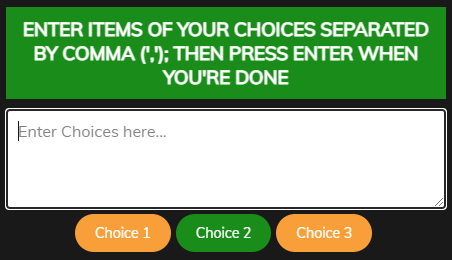 ENTER ITEMS OF YOUR CHOICES SEPARATED
BY COMMA (','); THEN PRESS ENTER WHEN
YOU'RE DONE
Enter Choices here...
Choice 1 Choice 2 Choice 3